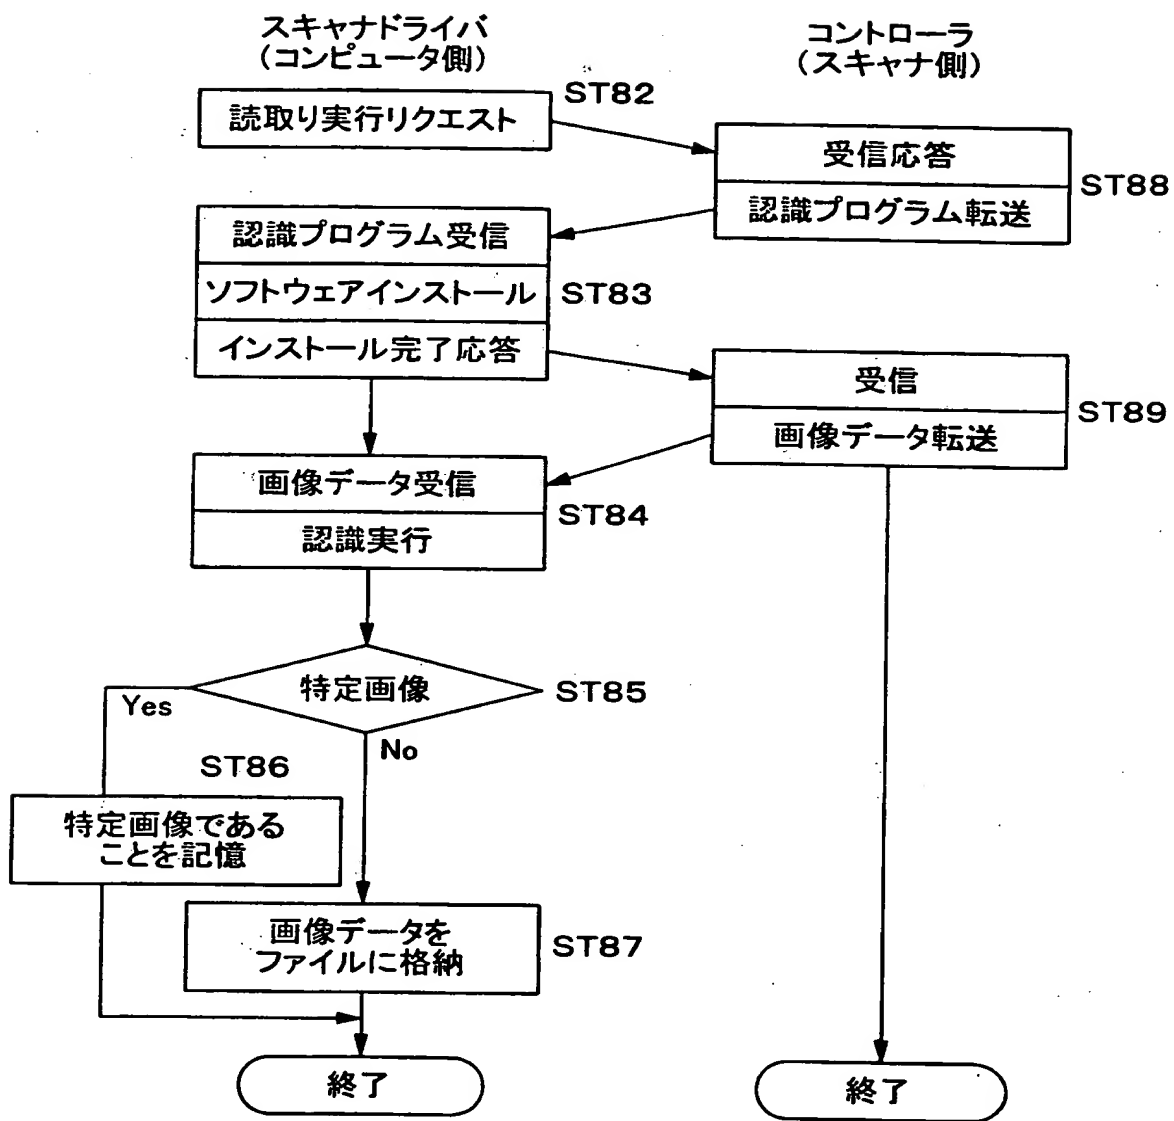 スキャナドライバ
(コンピュータ側)
コントローラ
(スキャナ側)
ST82
読取り実行リクエスト
受信応答
ST88
認識プログラム転送
認識プログラム受信
ソフトウェアインストール
ST83
インストール完了応答
受信
ST89
画像データ転送
画像データ受信
ST84
認識実行
特定画像
ST85
Yes
No
ST86
特定画像である
ことを記憶
画像データを
ファイルに格納
ST87
終了
終了